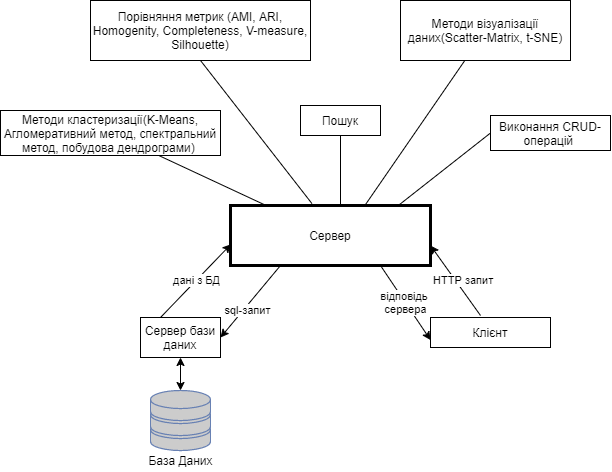 Порівняння метрик (AMI, ARI,
Homogenity, Completeness, V-measure,
Silhouette)
Методи візуалізації
даних(Scatter-Matrix, t-SNE)
Методи кластеризації(K-Means,
Агломеративний метод, спектральний
метод, побудова дендрограми)
Пошук
Виконання CRUD-
операцій
Сервер
дані з БД
sql-запит
відповідь
сервера
HTTP запит
Сервер бази
даних
Клієнт
База Даних